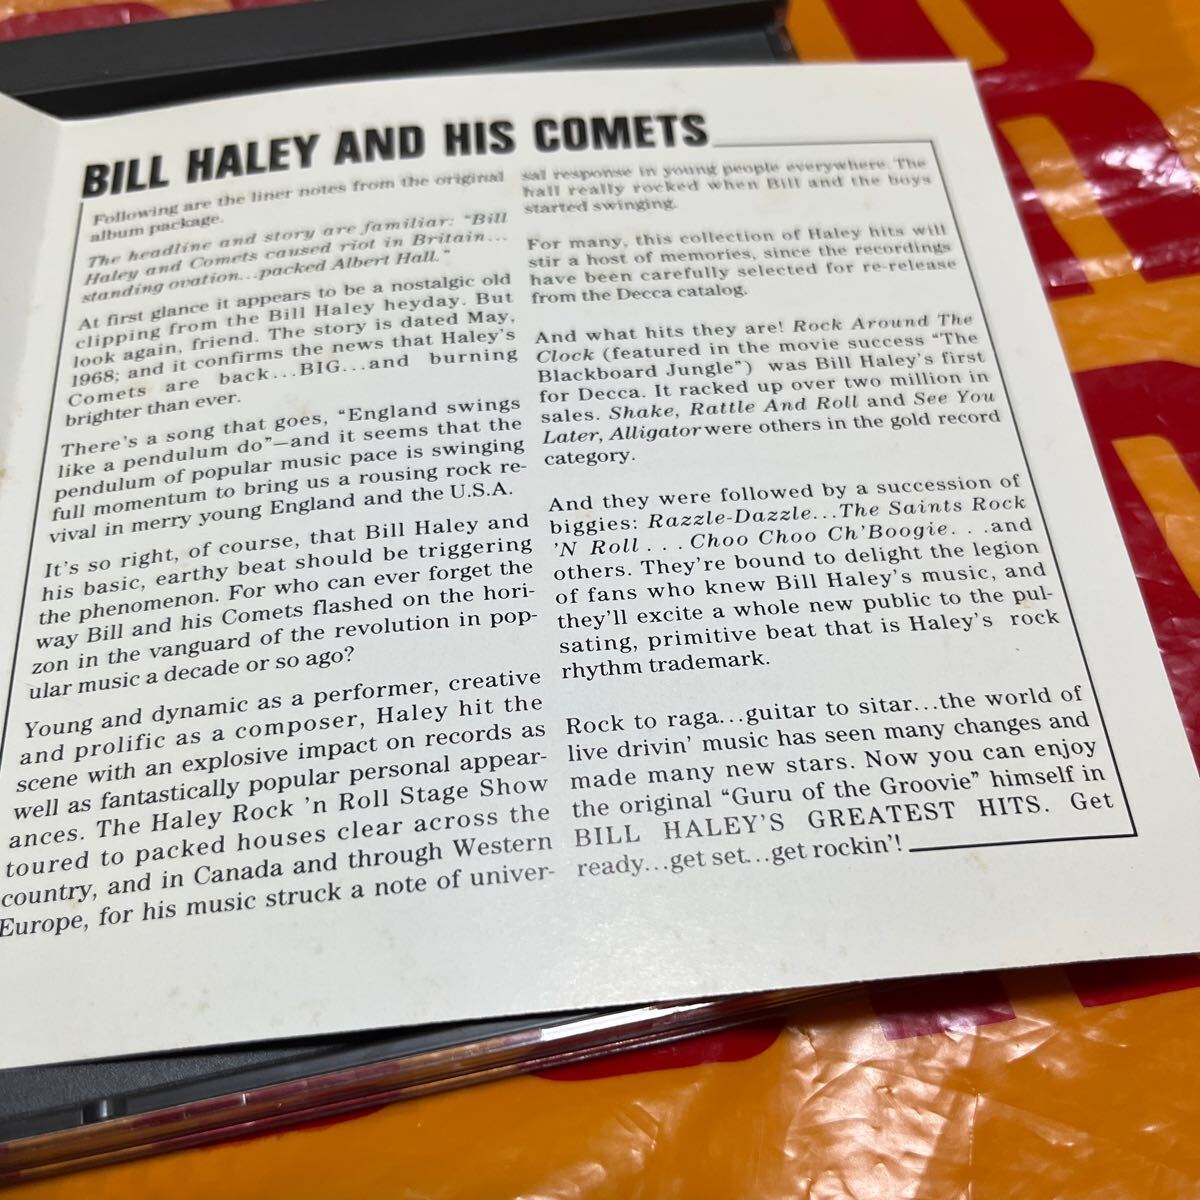 BILL HALEY AND HIS COMETS
Following are the liner notes from the original
album package.
The headline and story are familiar: "Bill
Haley and Comets caused riot in Britain...
standing ovation...packed Albert Hall."
At first glance it appears to be a nostalgic old
clipping from the Bill Haley heyday. But
look again, friend. The story is dated May,
1968; and it confirms the news that Haley's
Comets are back...BIG...and burning
brighter than ever.
There's a song that goes, "England swings
like a pendulum do"—and it seems that the
pendulum of popular music pace is swinging
full momentum to bring us a rousing rock re-
vival in merry young England and the U.S.A.
It's so right, of course, that Bill Haley and
his basic, earthy beat should be triggering
the phenomenon. For who can ever forget the
way Bill and his Comets flashed on the hori-
zon in the vanguard of the revolution in pop-
ular music a decade or so ago?
Young and dynamic as a performer, creative
and prolific as a composer, Haley hit the
scene with an explosive impact on records as
well as fantastically popular personal appear-
ances. The Haley Rock 'n Roll Stage Show
toured to packed houses clear across the
country, and in Canada and through Western
Europe, for his music struck a note of univer-
sal response in young people everywhere. The
hall really rocked when Bill and the boys
started swinging.
For many, this collection of Haley hits will
stir a host of memories, since the recordings
have been carefully selected for re-release
from the Decca catalog.
And what hits they are! Rock Around The
Clock (featured in the movie success "The
Blackboard Jungle") was Bill Haley's first
for Decca. It racked up over two million in
sales. Shake, Rattle And Roll and See You
Later, Alligator were others in the gold record
category.
And they were followed by a succession of
biggies: Razzle-Dazzle...The Saints Rock
'N Roll . . . Choo Choo Ch'Boogie. . .and
others. They're bound to delight the legion
of fans who knew Bill Haley's music, and
they'll excite a whole new public to the pul-
sating, primitive beat that is Haley's rock
rhythm trademark.
Rock to raga...guitar to sitar...the world of
live drivin' music has seen many changes and
made many new stars. Now you can enjoy
the original "Guru of the Groovie" himself in
BILL HALEY'S GREATEST HITS. Get
ready...get set...get rockin'!